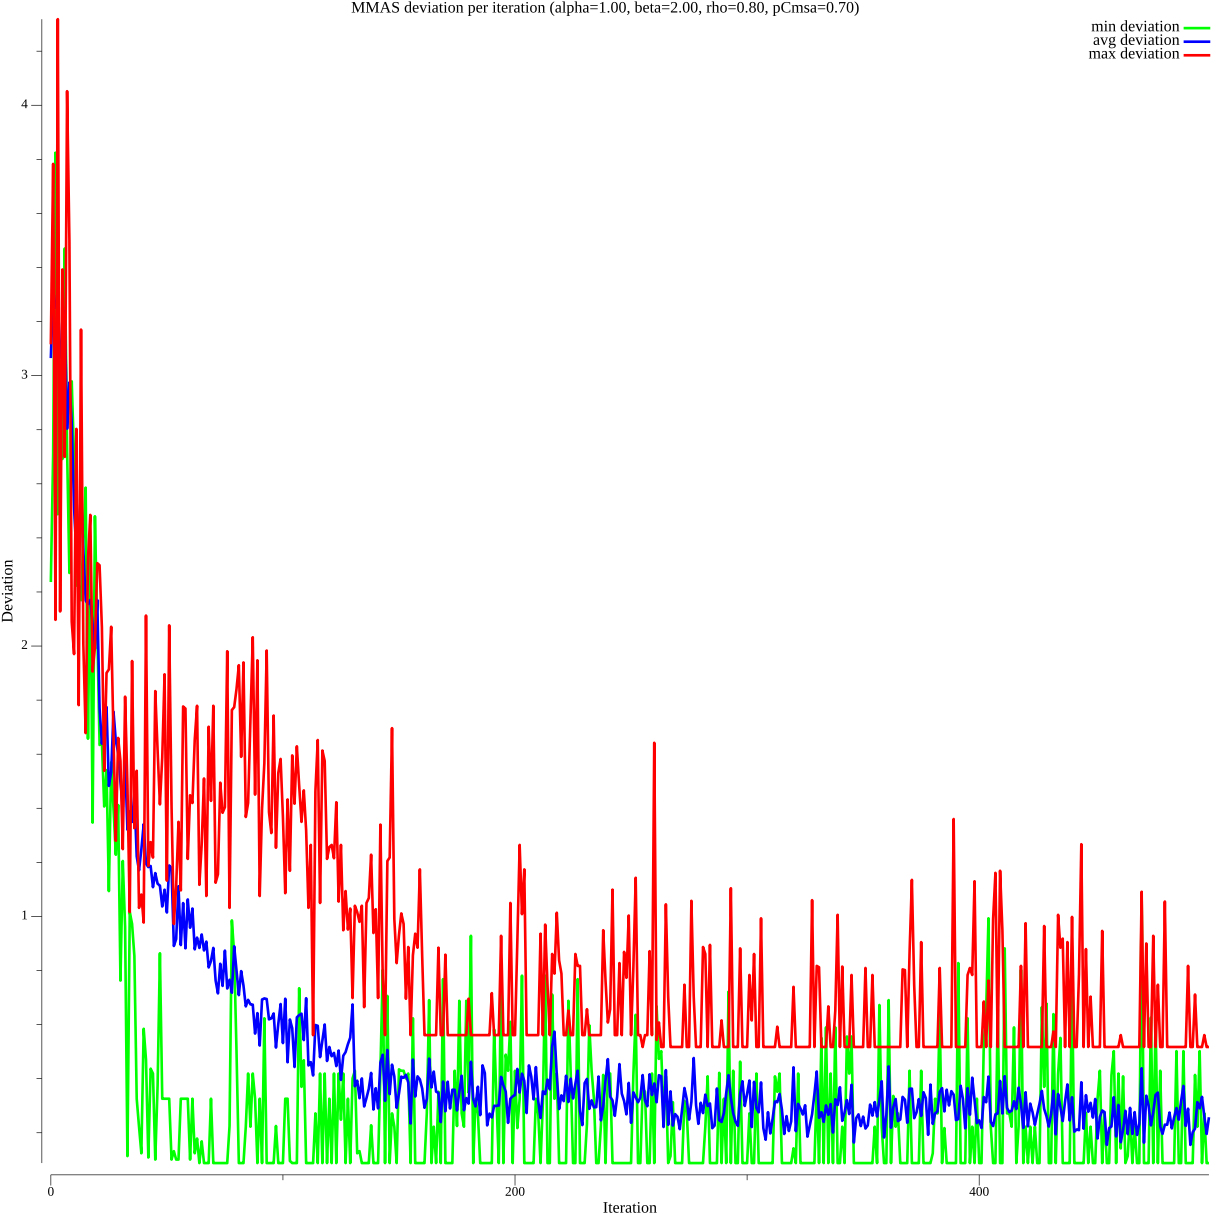 MMAS deviation per iteration (alpha=1.00, beta=2.00, rho=0.80, pCmsa=0.70)
min deviation
avg deviation
max deviation
4
3
2
1
Deviation
0
200
400
Iteration